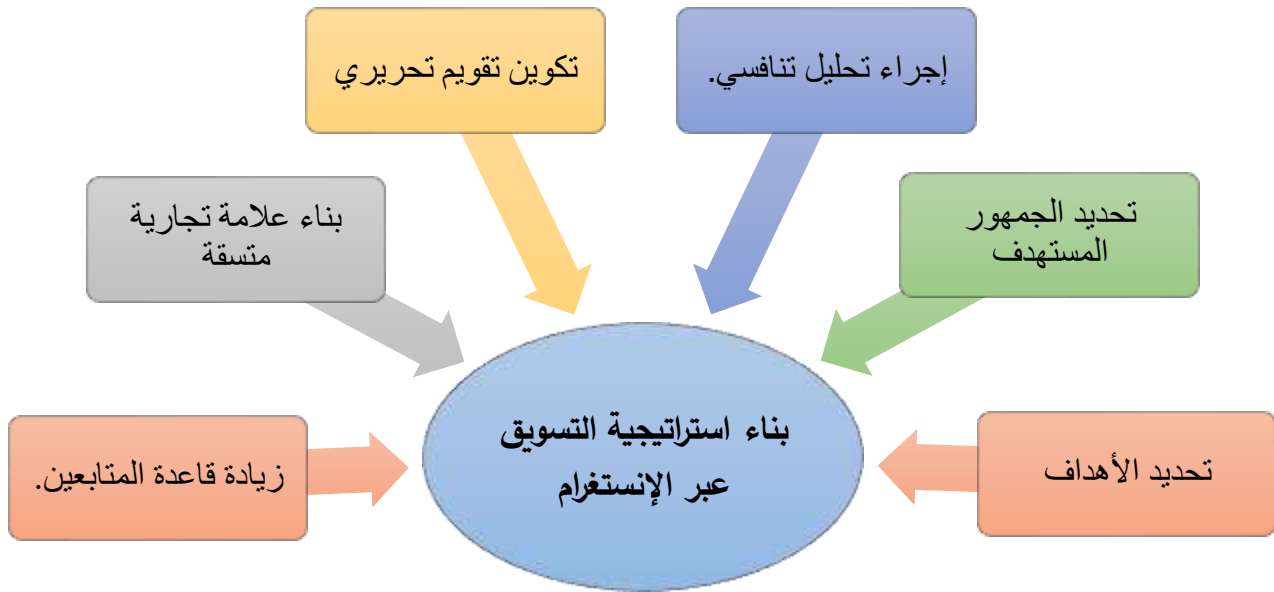 إجراء تحليل تنافسي.
تكوين تقويم تحريري
تحديد الجمهور
المستهدف
بناء علامة تجارية
متسقة
بناء استراتيجية التسويق
عبر الإنستغرام
تحديد الأهداف
زيادة قاعدة المتابعين.